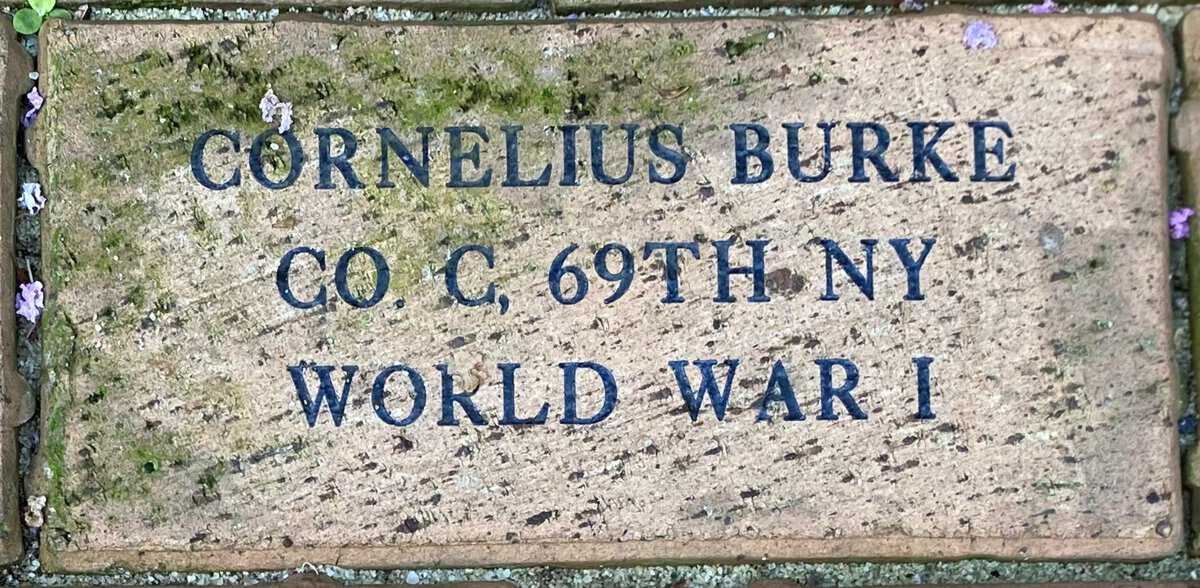 CORNELIUS BURKE
CO. C, 69TH NY
WORLD WAR I